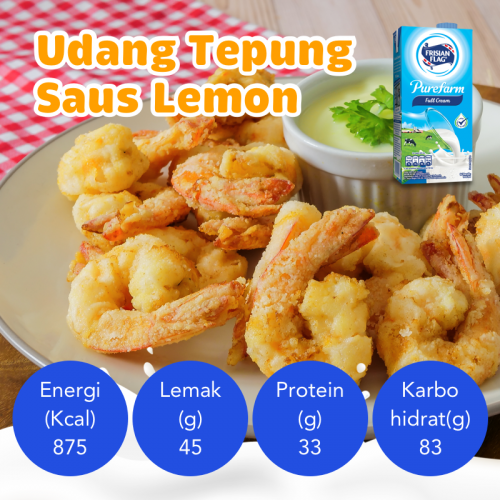 Udang Tepung
Saus Lemon
FRISIAN
FLAG
Purefarm
Full Cream
Energi
(Kcal)
875
Lemak
(g)
45
Protein
(g)
33
Karbo
hidrat(g)
83